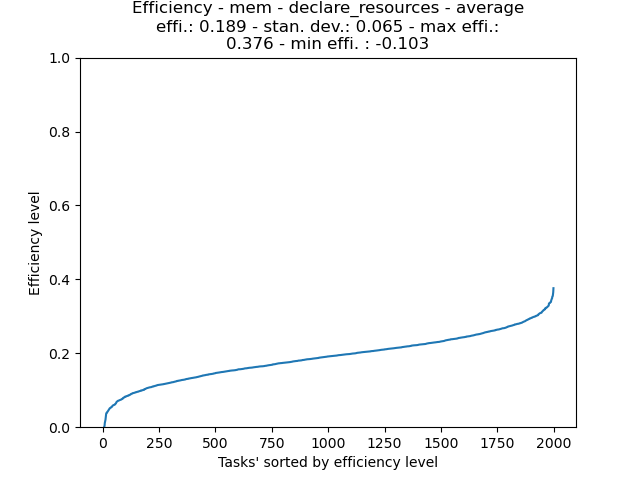 Efficiency - mem - declare_resources - average
effi.: 0.189 - stan. dev.: 0.065 - max effi.:
0.376 - min effi. : -0.103
1.0
0.8
0.6
0.4
0.2
0.0
Efficiency level
0 250 500 750 1000 1250 1500 1750 2000
Tasks' sorted by efficiency level